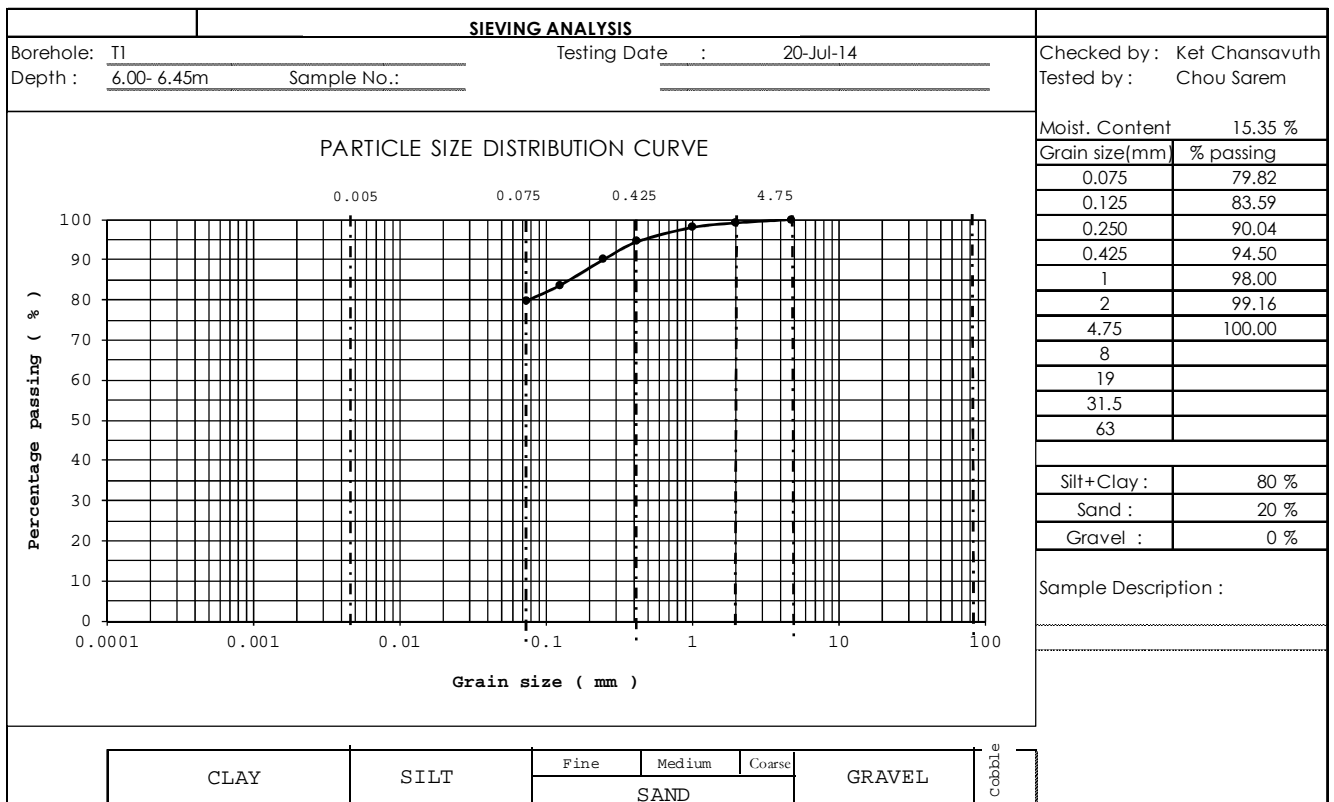 SIEVING ANALYSIS
Borehole: T1 Testing Date : 20-Jul-14
Depth : 6.00- 6.45m Sample No.:
Checked by : Ket Chansavuth
Tested by : Chou Sarem
PARTICLE SIZE DISTRIBUTION CURVE
0.005 0.075 0.425 4.75
100
90
80
70
60
50
40
30
20
10
0
Percentage passing ( % )
0.0001 0.001 0.01 0.1 1 10 100
Grain size ( mm )
Moist. Content 15.35 %
Grain size(mm) % passing
0.075 79.82
0.125 83.59
0.250 90.04
0.425 94.50
1 98.00
2 99.16
4.75 100.00
8
19
31.5
63
Silt+Clay : 80 %
Sand : 20 %
Gravel : 0 %
Sample Description :
CLAY SILT Fine Medium Coarse GRAVEL Cobble
SAND